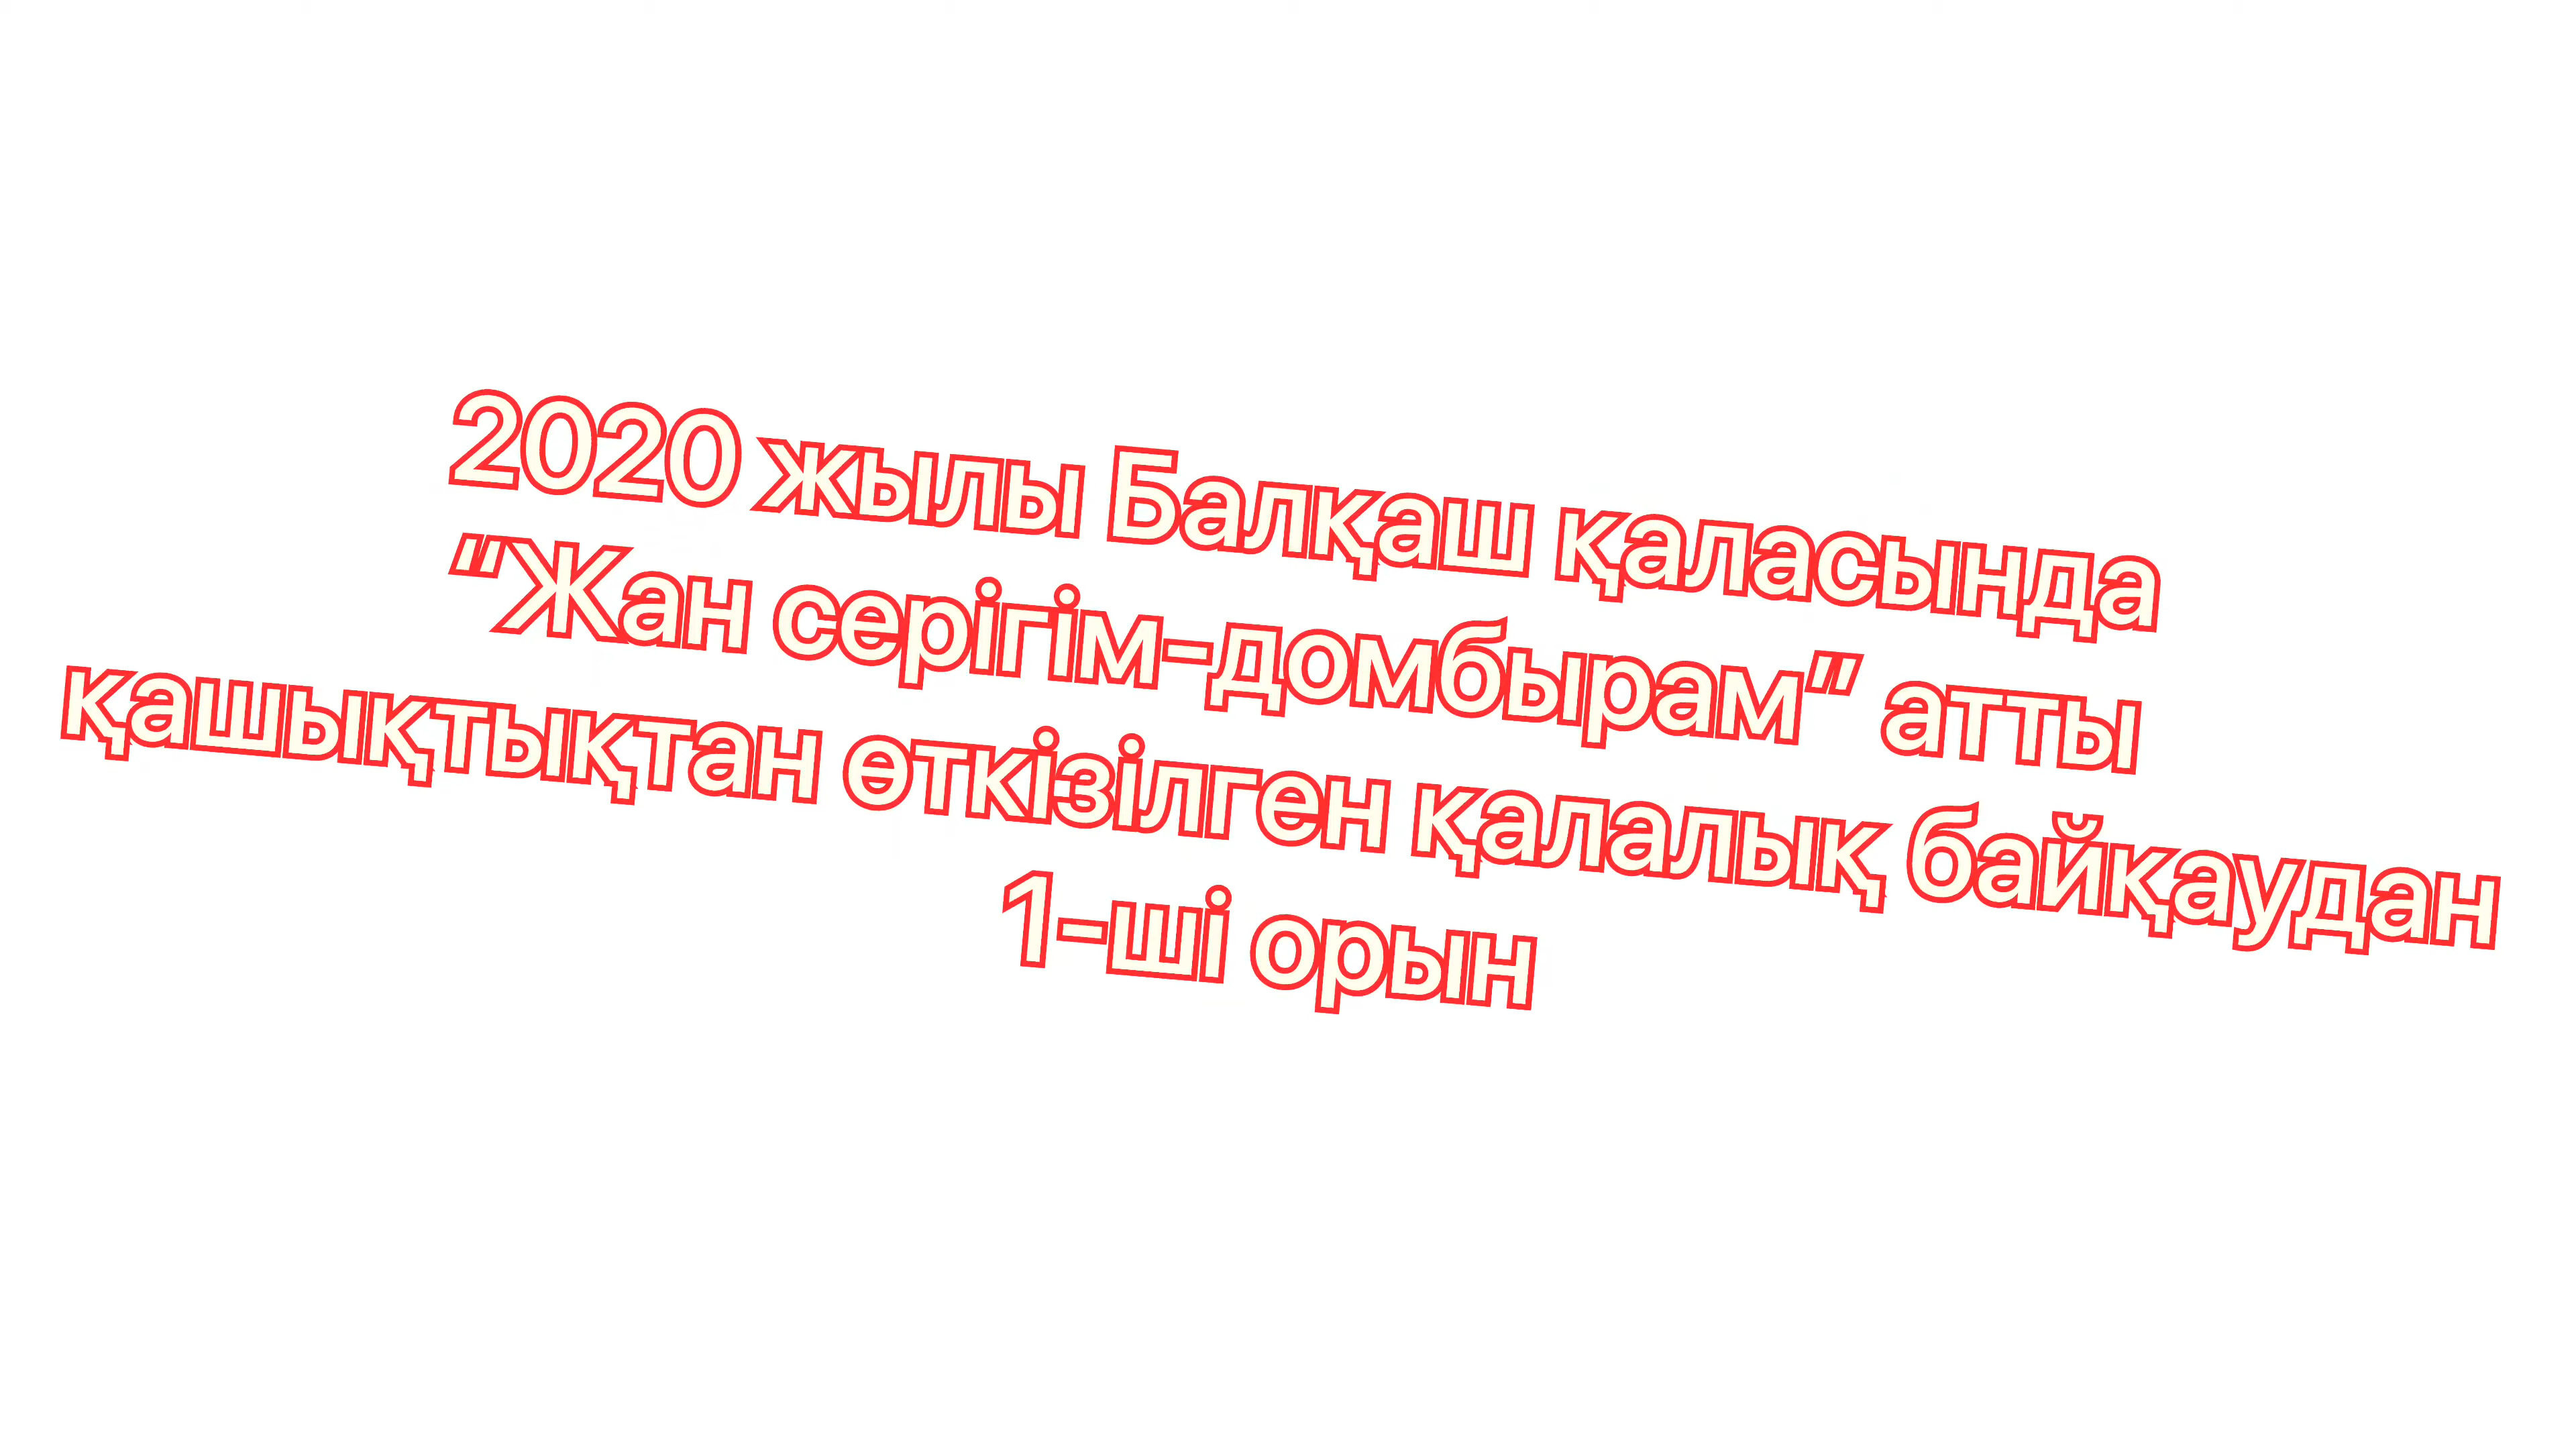 2020 жылы Балқаш қаласында
"Жан серігім-домбырам" атты
қашықтықтан өткізілген қалалық байқаудан
1-ші орын